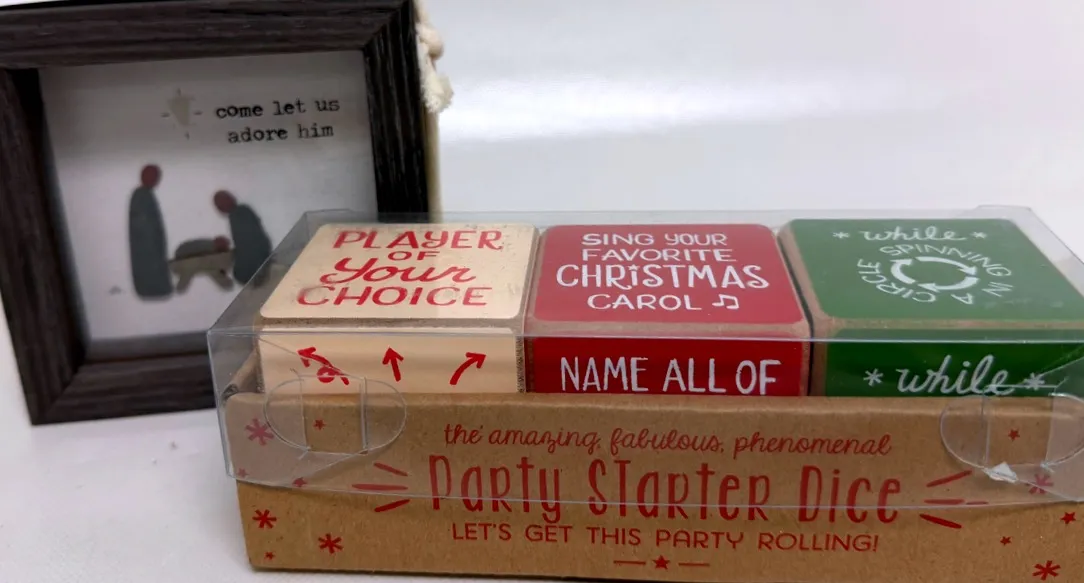 come let us
adore him
PLAYER
OF
your
CHOICE
SING YOUR
FAVORITE
CHRISTMAS
CAROL
* while *
SPINNING IN A CIRCLE
NAME ALL OF
* while *
the amazing, fabulous, phenomenal
Party Starter Dice
LET'S GET THIS PARTY ROLLING!